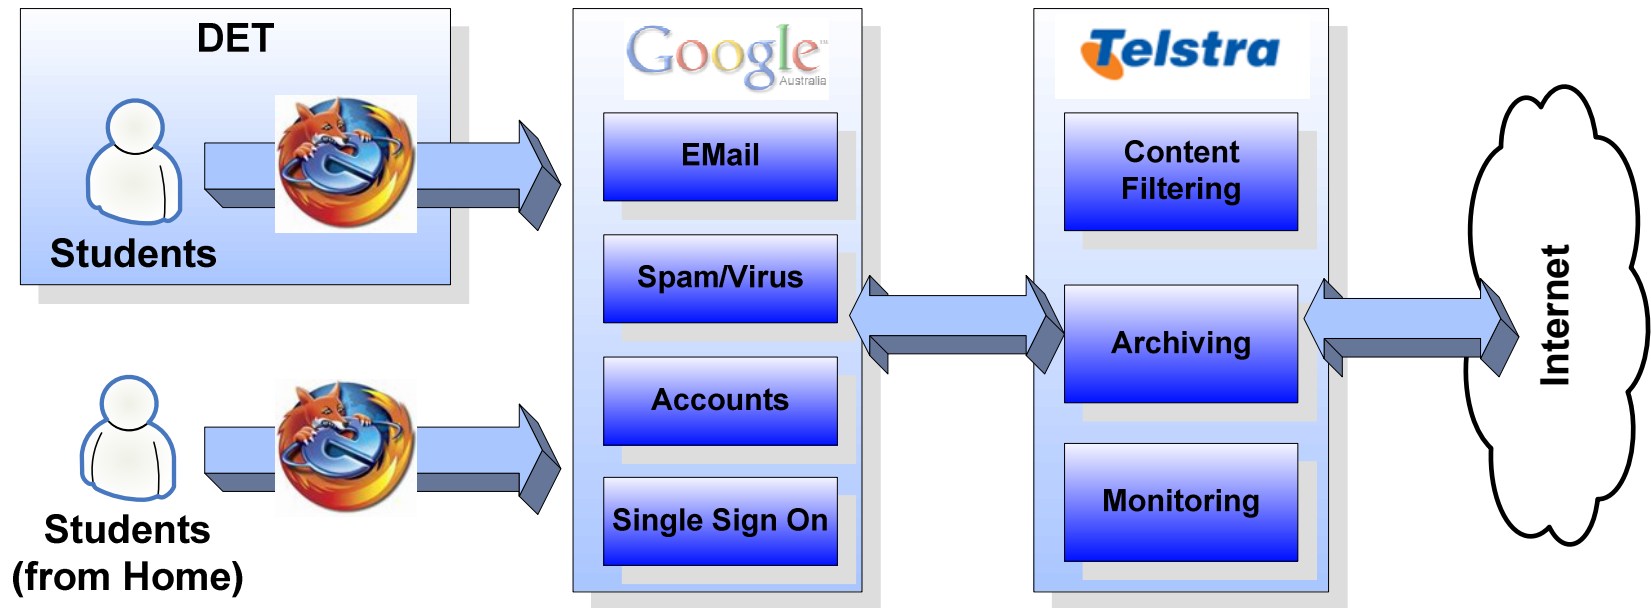 DET
Students
Students
(from Home)
Google™
Australia
EMail
Spam/Virus
Accounts
Single Sign On
Telstra
Content
Filtering
Archiving
Monitoring
Internet